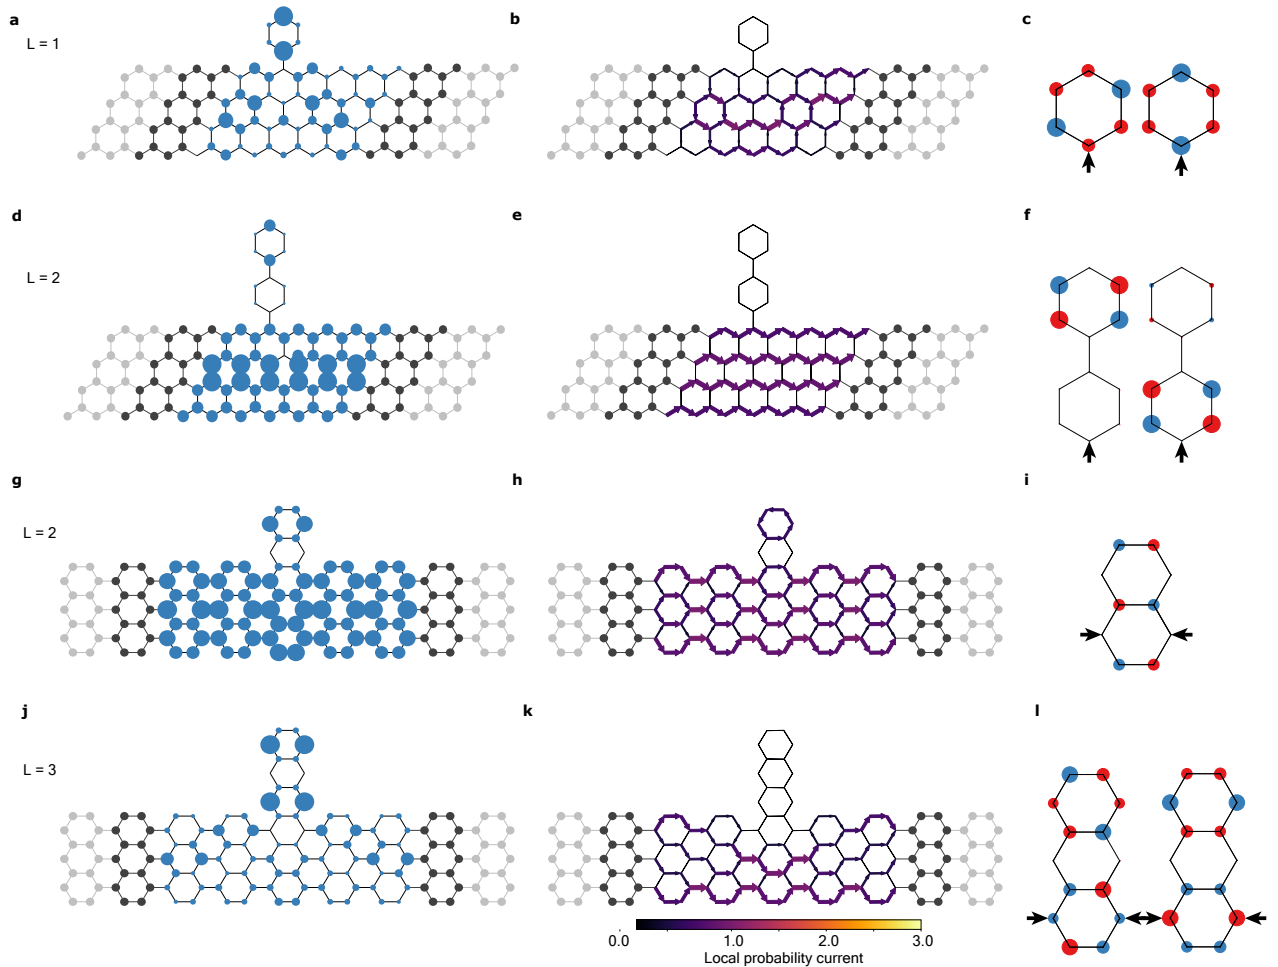 a
b
c
L = 1
d
e
f
L = 2
g
h
i
L = 2
j
k
l
L = 3
0.0 1.0 2.0 3.0
Local probability current